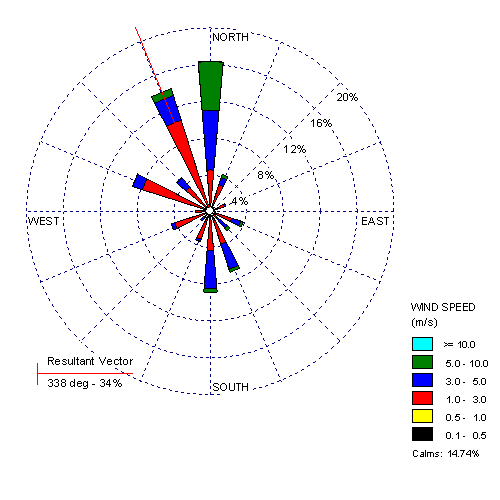 NORTH
20%
16%
12%
8%
4%
WEST
EAST
SOUTH
WIND SPEED
(m/s)
>= 10.0
5.0 - 10.0
3.0 - 5.0
1.0 - 3.0
0.5 - 1.0
0.1 - 0.5
Calms: 14.74%
Resultant Vector
338 deg - 34%